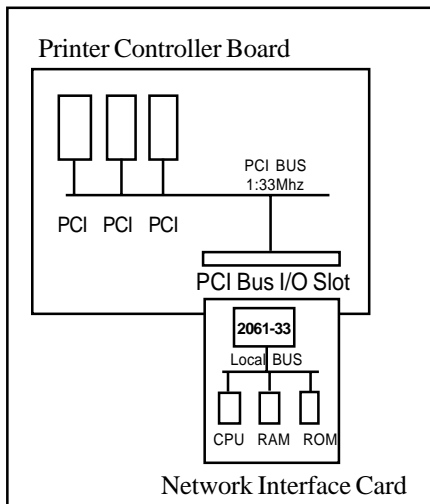 Printer Controller Board
PCI BUS
1:33Mhz
PCI PCI PCI
PCI Bus I/O Slot
2061-33
Local BUS
CPU RAM ROM
Network Interface Card